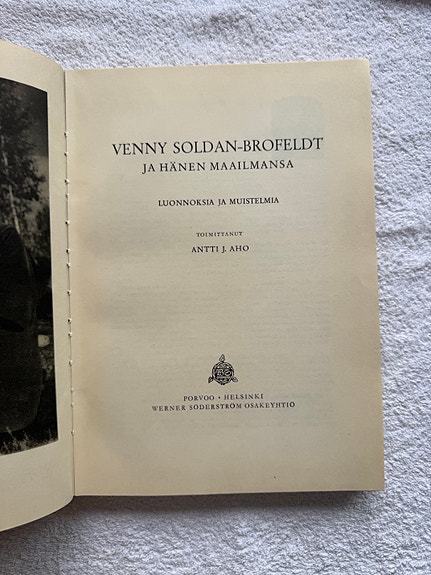 VENNY SOLDAN-BROFELDT
JA HÄNEN MAAILMANSA
LUONNOKSIA JA MUISTELMIA
TOIMITTANUT
ANTTI J. AHO
PORVOO • HELSINKI
WERNER SÖDERSTRÖM OSAKEYHTIÖ